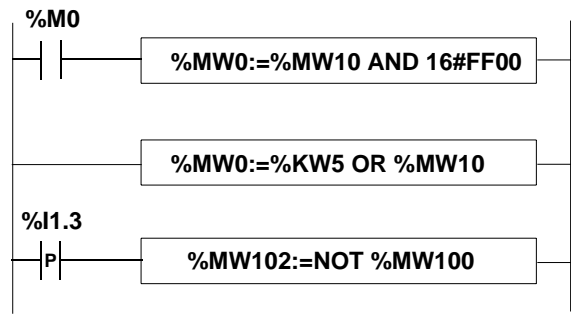 %M0
%MW0:=%MW10 AND 16#FF00
%MW0:=%KW5 OR %MW10
%I1.3
P
%MW102:=NOT %MW100